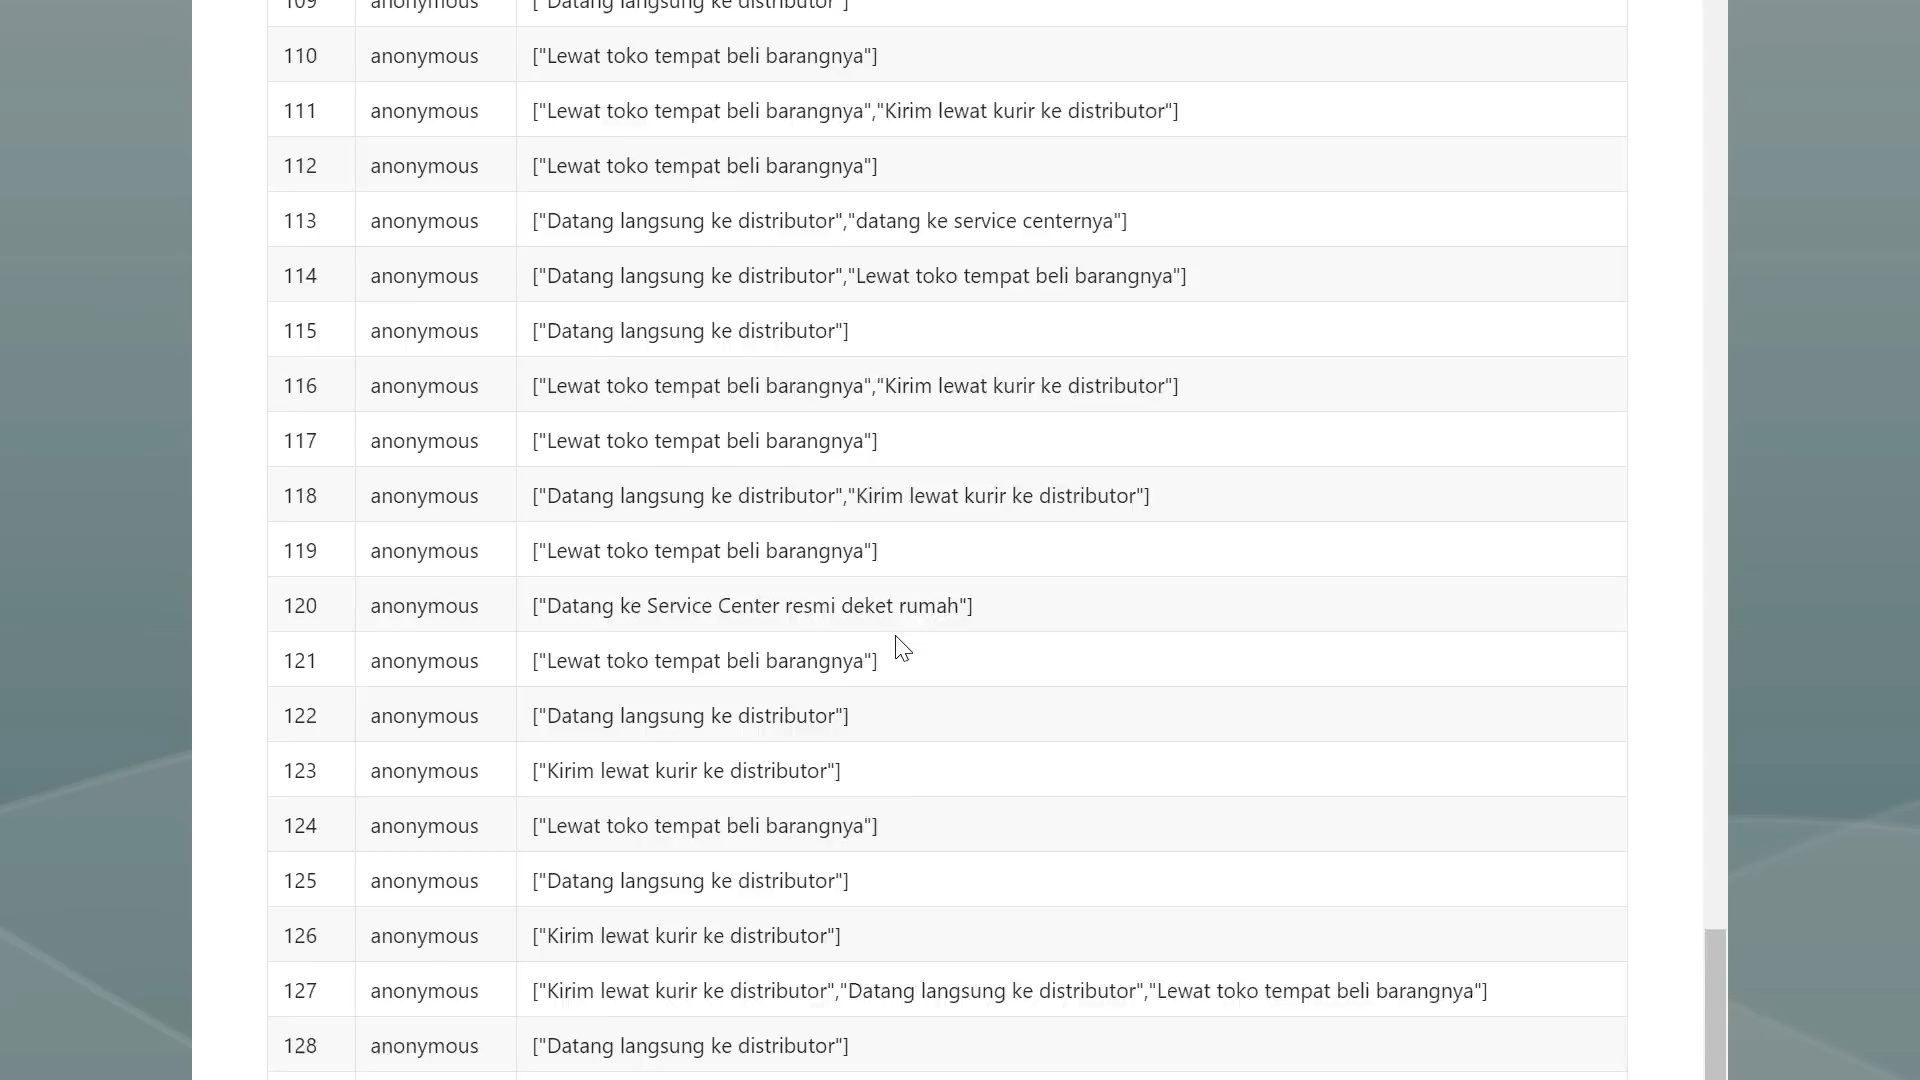 109 anonymous ["Datang langsung ke distributor"]
110 anonymous ["Lewat toko tempat beli barangnya"]
111 anonymous ["Lewat toko tempat beli barangnya","Kirim lewat kurir ke distributor"]
112 anonymous ["Lewat toko tempat beli barangnya"]
113 anonymous ["Datang langsung ke distributor","datang ke service centernya"]
114 anonymous ["Datang langsung ke distributor","Lewat toko tempat beli barangnya"]
115 anonymous ["Datang langsung ke distributor"]
116 anonymous ["Lewat toko tempat beli barangnya","Kirim lewat kurir ke distributor"]
117 anonymous ["Lewat toko tempat beli barangnya"]
118 anonymous ["Datang langsung ke distributor","Kirim lewat kurir ke distributor"]
119 anonymous ["Lewat toko tempat beli barangnya"]
120 anonymous ["Datang ke Service Center resmi deket rumah"]
121 anonymous ["Lewat toko tempat beli barangnya"]
122 anonymous ["Datang langsung ke distributor"]
123 anonymous ["Kirim lewat kurir ke distributor"]
124 anonymous ["Lewat toko tempat beli barangnya"]
125 anonymous ["Datang langsung ke distributor"]
126 anonymous ["Kirim lewat kurir ke distributor"]
127 anonymous ["Kirim lewat kurir ke distributor","Datang langsung ke distributor","Lewat toko tempat beli barangnya"]
128 anonymous ["Datang langsung ke distributor"]